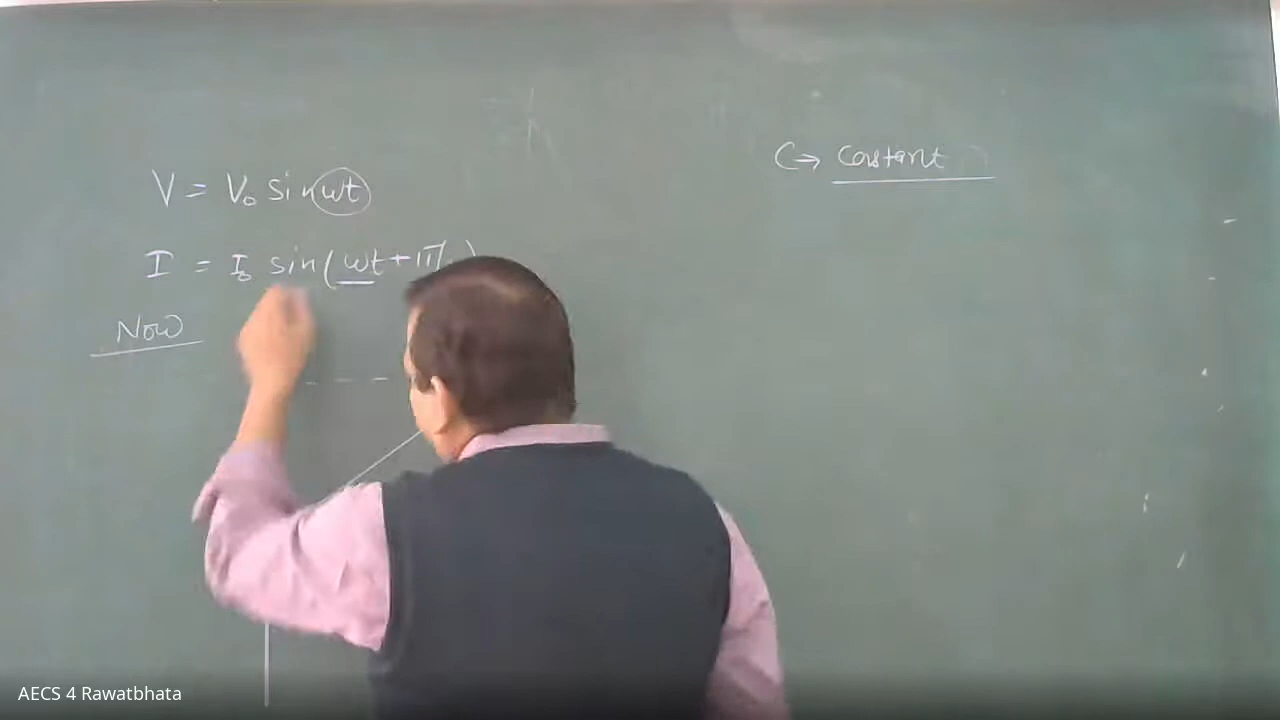 V = V₀ sin ωt
C → Constant
I = I₀ sin(ωt + π/ )
Now
AECS 4 Rawatbhata